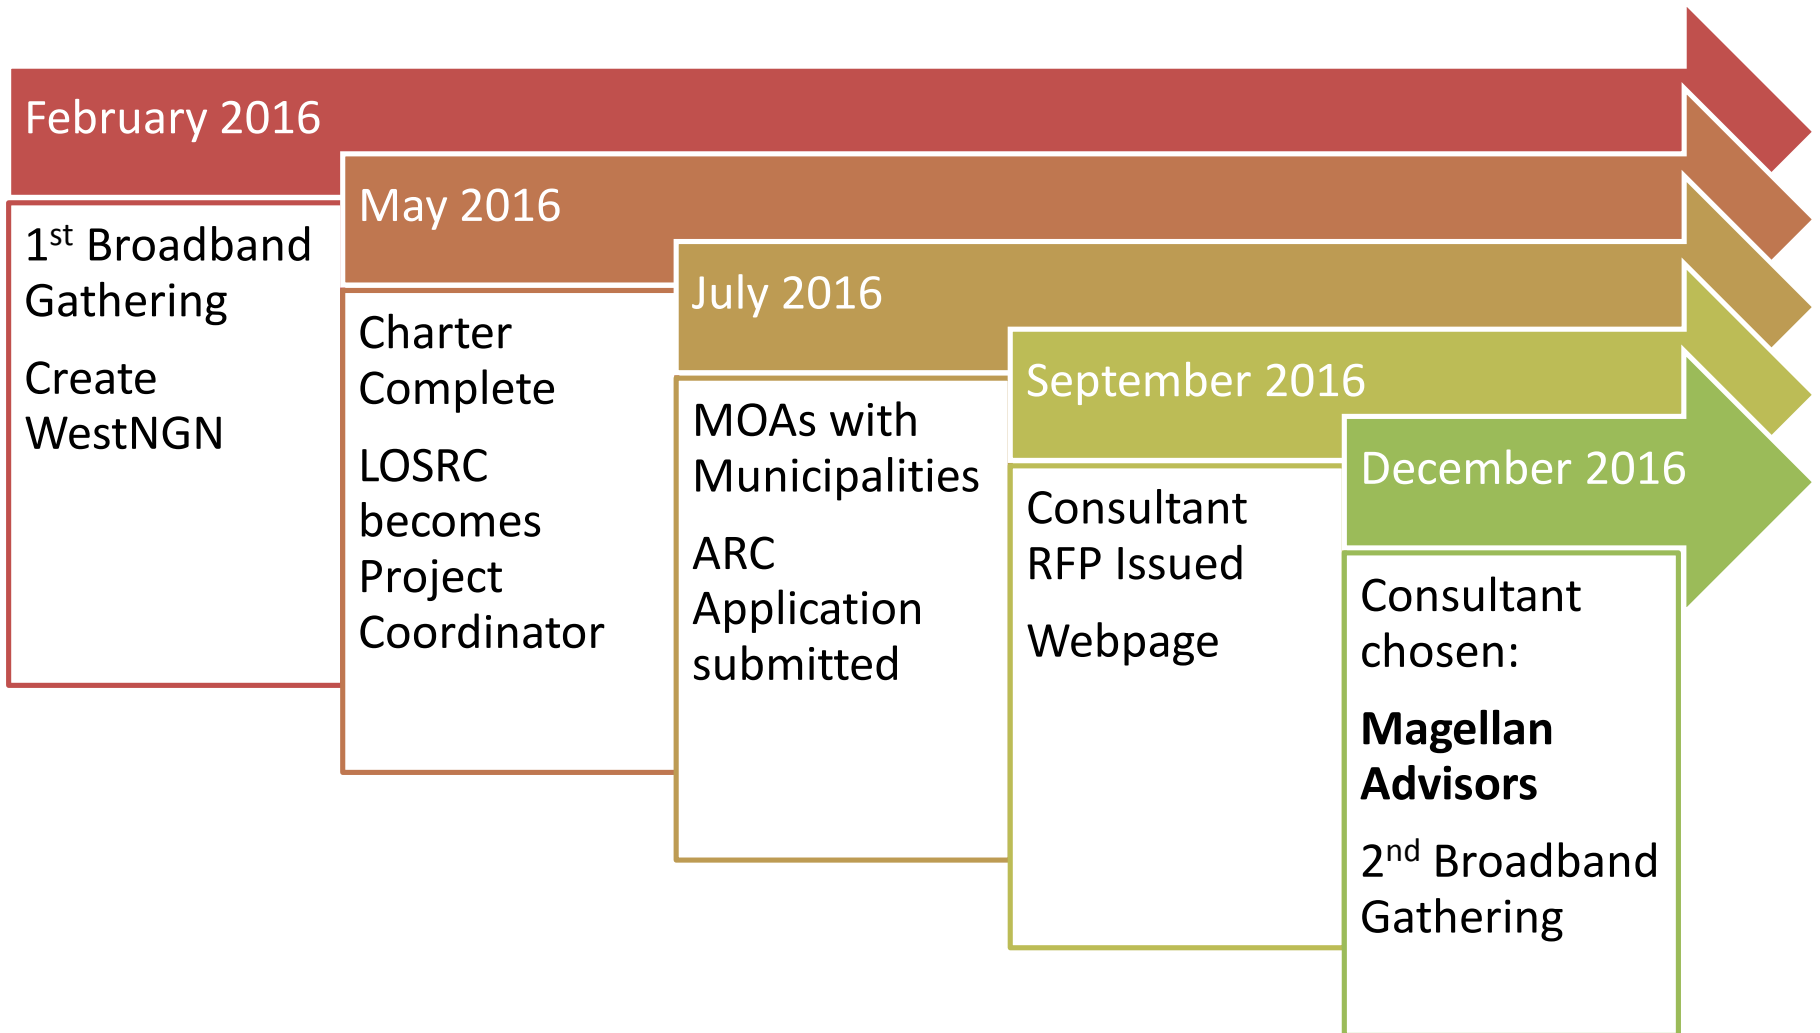 February 2016
1st Broadband
Gathering
Create
WestNGN
May 2016
Charter
Complete
LOSRC
becomes
Project
Coordinator
July 2016
MOAs with
Municipalities
ARC
Application
submitted
September 2016
Consultant
RFP Issued
Webpage
December 2016
Consultant
chosen:
Magellan
Advisors
2nd Broadband
Gathering